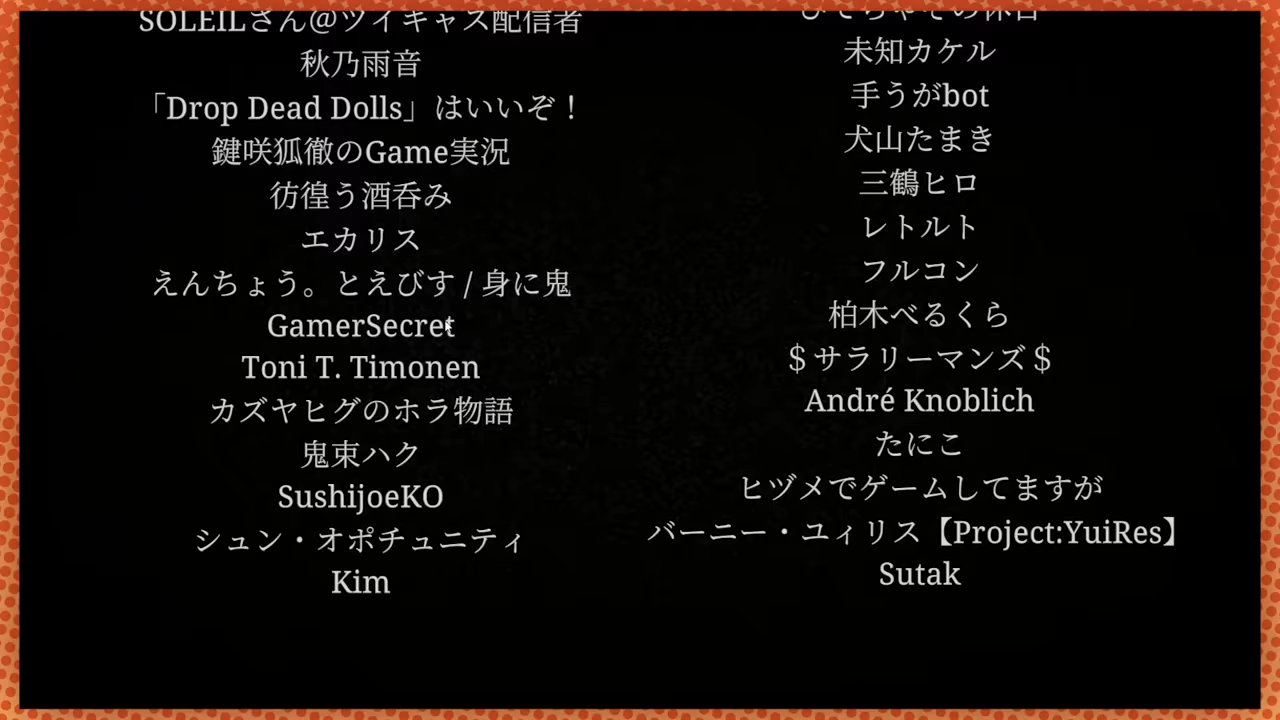 SOLEILさん@ツイキャス配信者
秋乃雨音
「Drop Dead Dolls」はいいぞ！
鍵咲狐徹のGame実況
彷徨う酒呑み
エカリス
えんちょう。とえびす / 身に鬼
GamerSecret
Toni T. Timonen
カズヤヒグのホラ物語
鬼束ハク
SushijoeKO
シュン・オポチュニティ
Kim
未知カケル
手うがbot
犬山たまき
三鶴ヒロ
レトルト
フルコン
柏木べるくら
＄サラリーマンズ＄
André Knoblich
たにこ
ヒヅメでゲームしてますが
バーニー・ユィリス【Project:YuiRes】
Sutak